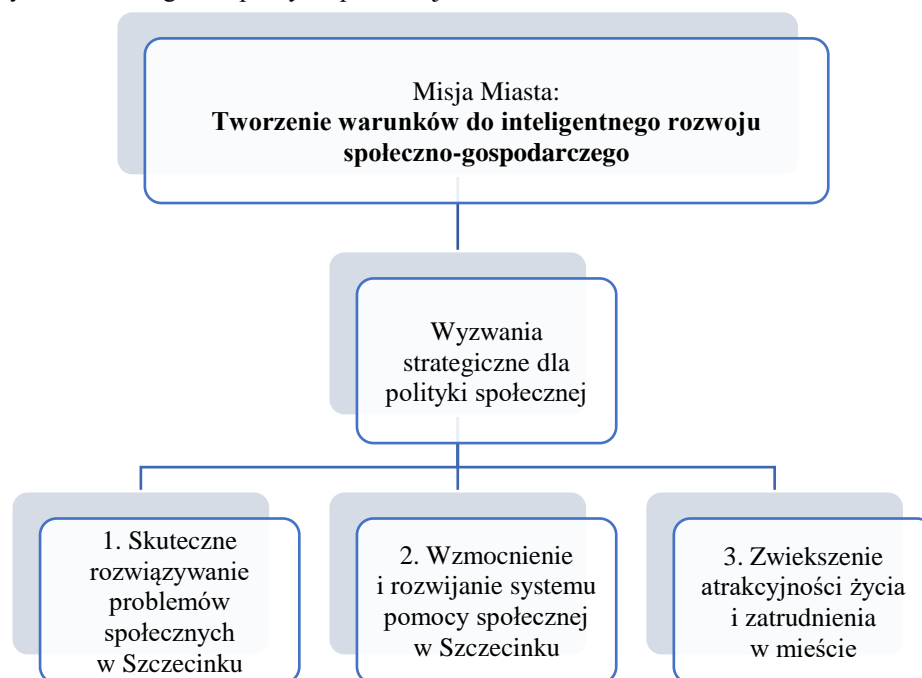 Misja Miasta:
Tworzenie warunków do inteligentnego rozwoju
społeczno-gospodarczego
Wyzwania
strategiczne dla
polityki społecznej
1. Skuteczne
rozwiązywanie
problemów
społecznych
w Szczecinku
2. Wzmocnienie
i rozwijanie systemu
pomocy społecznej
w Szczecinku
3. Zwiekszenie
atrakcyjności życia
i zatrudnienia
w mieście